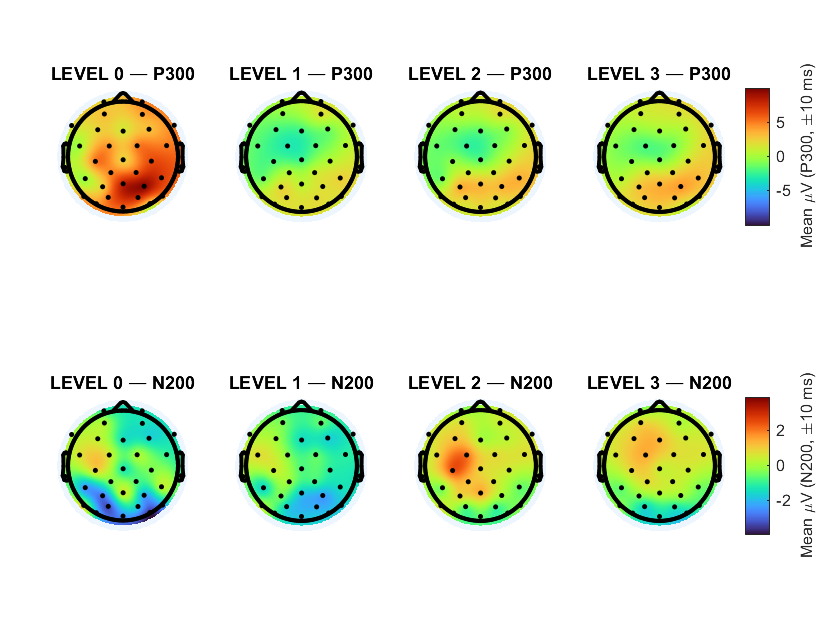 LEVEL 0 — P300 LEVEL 1 — P300 LEVEL 2 — P300 LEVEL 3 — P300
5
0
-5
Mean μV (P300, ±10 ms)
LEVEL 0 — N200 LEVEL 1 — N200 LEVEL 2 — N200 LEVEL 3 — N200
2
0
-2
Mean μV (N200, ±10 ms)